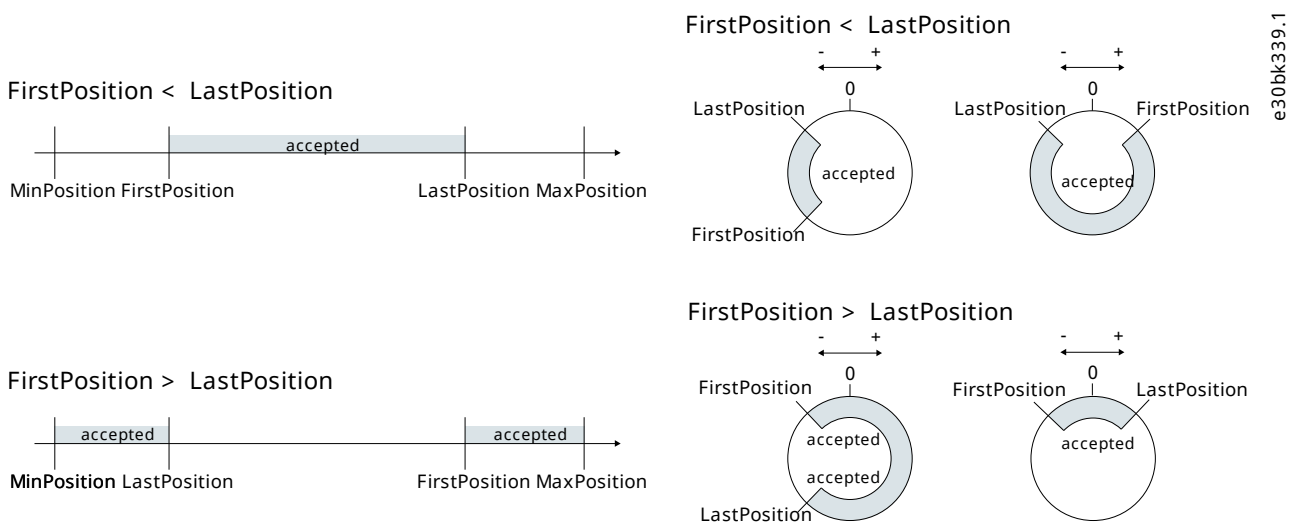 FirstPosition < LastPosition
accepted
MinPosition FirstPosition
LastPosition MaxPosition
FirstPosition > LastPosition
accepted
accepted
MinPosition LastPosition
FirstPosition MaxPosition
FirstPosition < LastPosition
- +
0
LastPosition
accepted
FirstPosition
- +
0
LastPosition
FirstPosition
accepted
FirstPosition > LastPosition
- +
0
FirstPosition
accepted
accepted
LastPosition
- +
0
FirstPosition
LastPosition
accepted
e30bk339.1